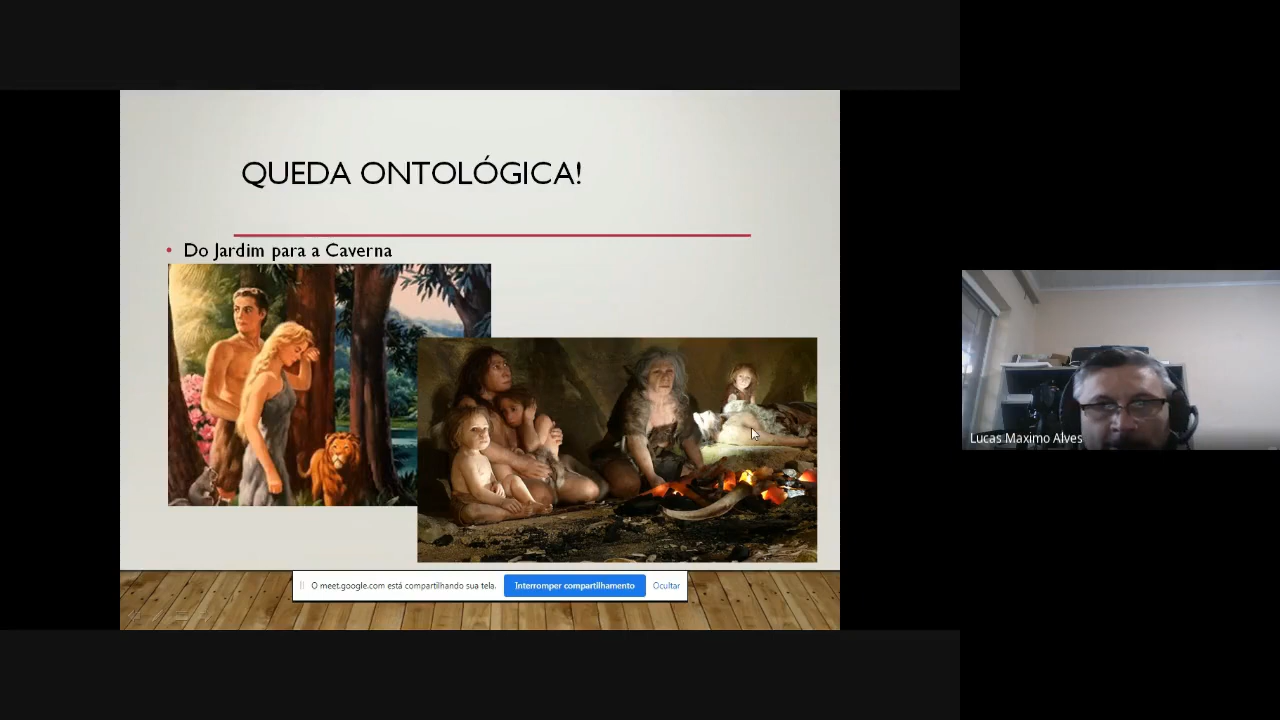 QUEDA ONTOLÓGICA!
• Do Jardim para a Caverna
O meet.google.com está compartilhando sua tela.
Interromper compartilhamento
Ocultar
Lucas Maximo Alves